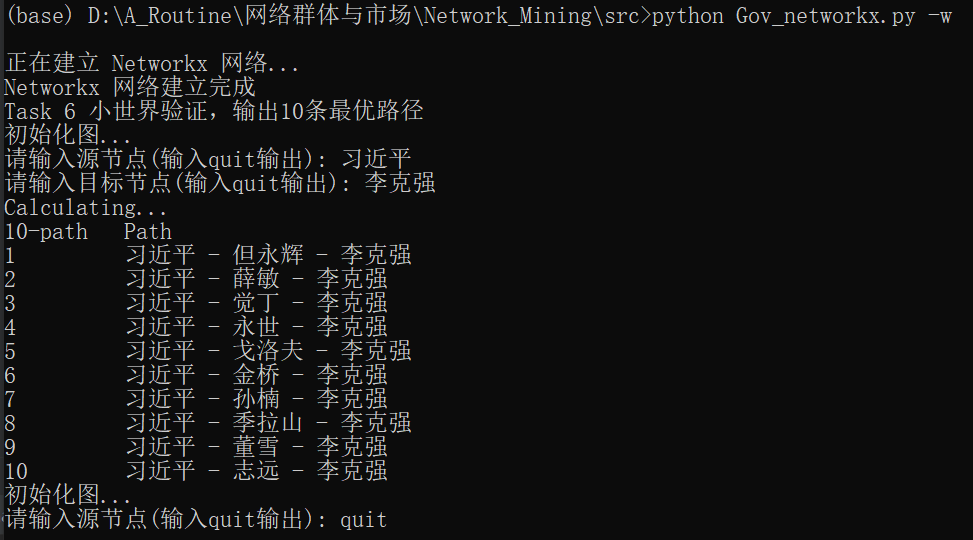 (base) D:\A_Routine\网络群体与市场\Network_Mining\src>python Gov_networkx.py -w
正在建立 Networkx 网络...
Networkx 网络建立完成
Task 6 小世界验证，输出10条最优路径
初始化图...
请输入源节点(输入quit输出): 习近平
请输入目标节点(输入quit输出): 李克强
Calculating...
10-path Path
1 习近平 - 但永辉 - 李克强
2 习近平 - 薛敏 - 李克强
3 习近平 - 觉丁 - 李克强
4 习近平 - 永世 - 李克强
5 习近平 - 戈洛夫 - 李克强
6 习近平 - 金桥 - 李克强
7 习近平 - 孙楠 - 李克强
8 习近平 - 季拉山 - 李克强
9 习近平 - 董雪 - 李克强
10 习近平 - 志远 - 李克强
初始化图...
请输入源节点(输入quit输出): quit